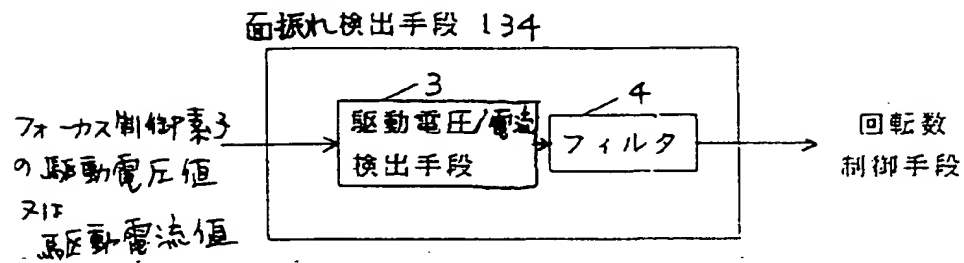 面振れ検出手段 134
3
4
フォーカス制御素子
の駆動電圧値
又は
駆動電流値
駆動電圧/電流
検出手段
フィルタ
回転数
制御手段